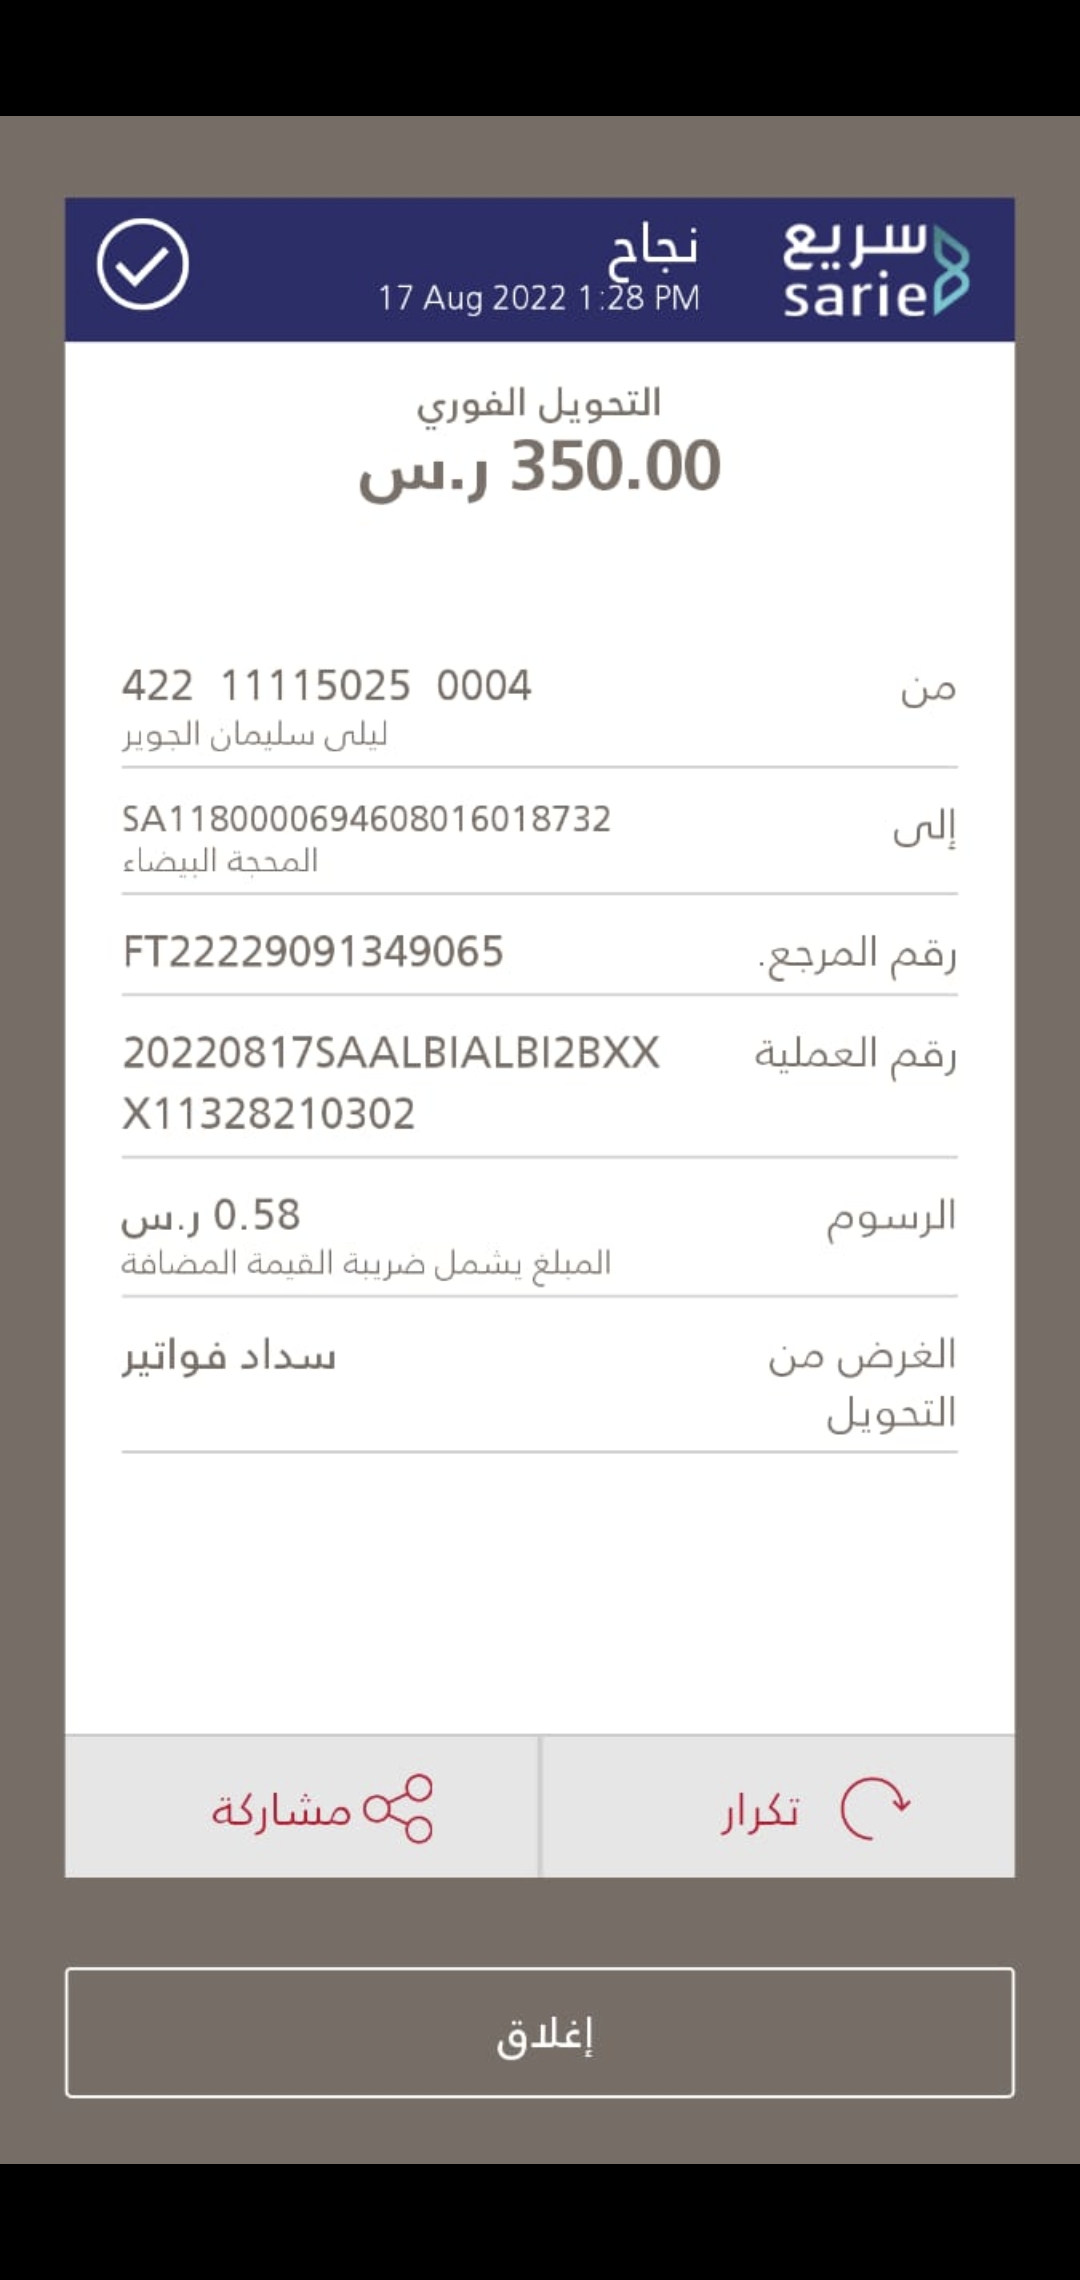 سريع
sarie
نجاح
17 Aug 2022 1:28 PM
التحويل الفوري
350.00 ر.س
من
422 11115025 0004
ليلى سليمان الجوير
إلى
SA1180000694608016018732
المحجة البيضاء
رقم المرجع.
FT22229091349065
رقم العملية
20220817SAALBIALBI2BXX
X11328210302
الرسوم
0.58 ر.س
المبلغ يشمل ضريبة القيمة المضافة
الغرض من
التحويل
سداد فواتير
تكرار
مشاركة
إغلاق